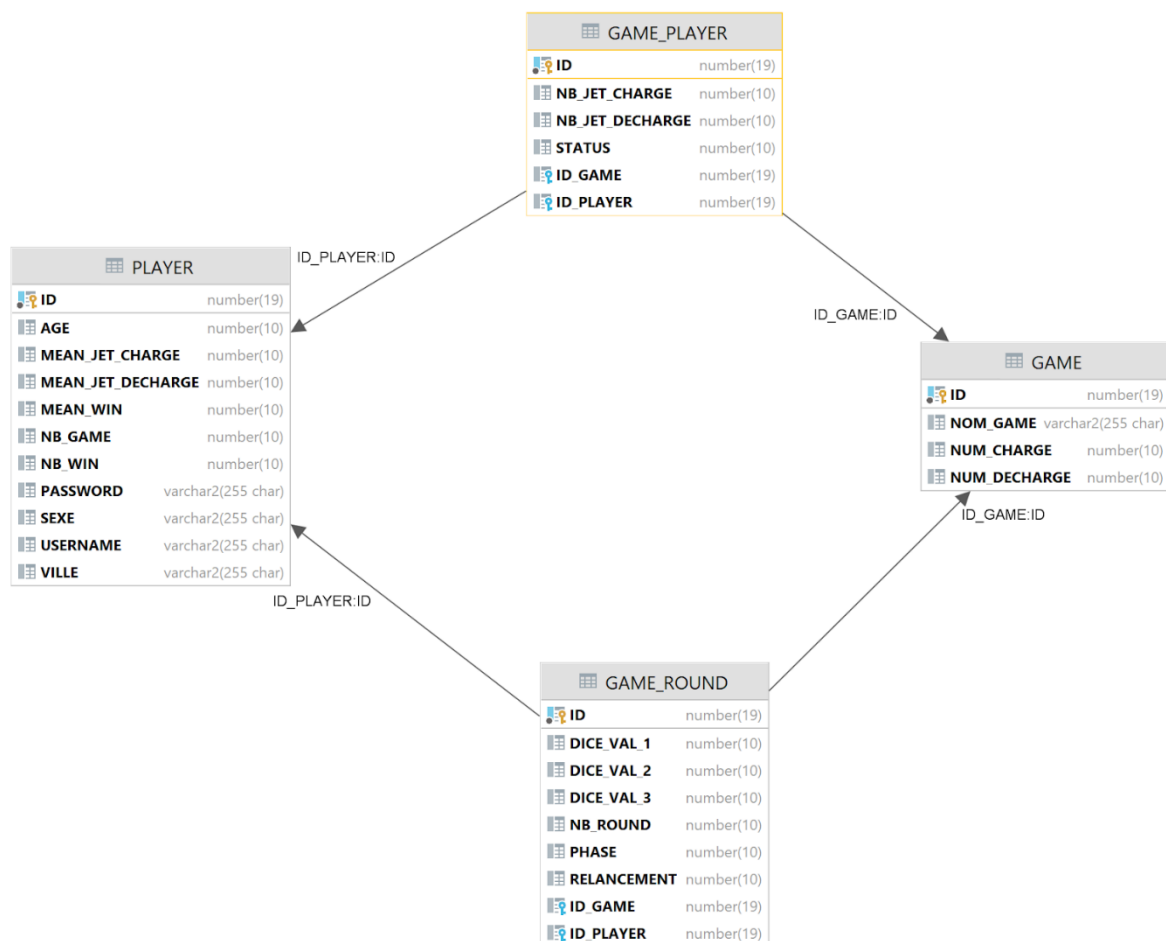 GAME_PLAYER
ID number(19)
NB_JET_CHARGE number(10)
NB_JET_DECHARGE number(10)
STATUS number(10)
ID_GAME number(19)
ID_PLAYER number(19)
ID_PLAYER:ID
ID_GAME:ID
PLAYER
ID number(19)
AGE number(10)
MEAN_JET_CHARGE number(10)
MEAN_JET_DECHARGE number(10)
MEAN_WIN number(10)
NB_GAME number(10)
NB_WIN number(10)
PASSWORD varchar2(255 char)
SEXE varchar2(255 char)
USERNAME varchar2(255 char)
VILLE varchar2(255 char)
GAME
ID number(19)
NOM_GAME varchar2(255 char)
NUM_CHARGE number(10)
NUM_DECHARGE number(10)
ID_GAME:ID
ID_PLAYER:ID
GAME_ROUND
ID number(19)
DICE_VAL_1 number(10)
DICE_VAL_2 number(10)
DICE_VAL_3 number(10)
NB_ROUND number(10)
PHASE number(10)
RELANCEMENT number(10)
ID_GAME number(19)
ID_PLAYER number(19)